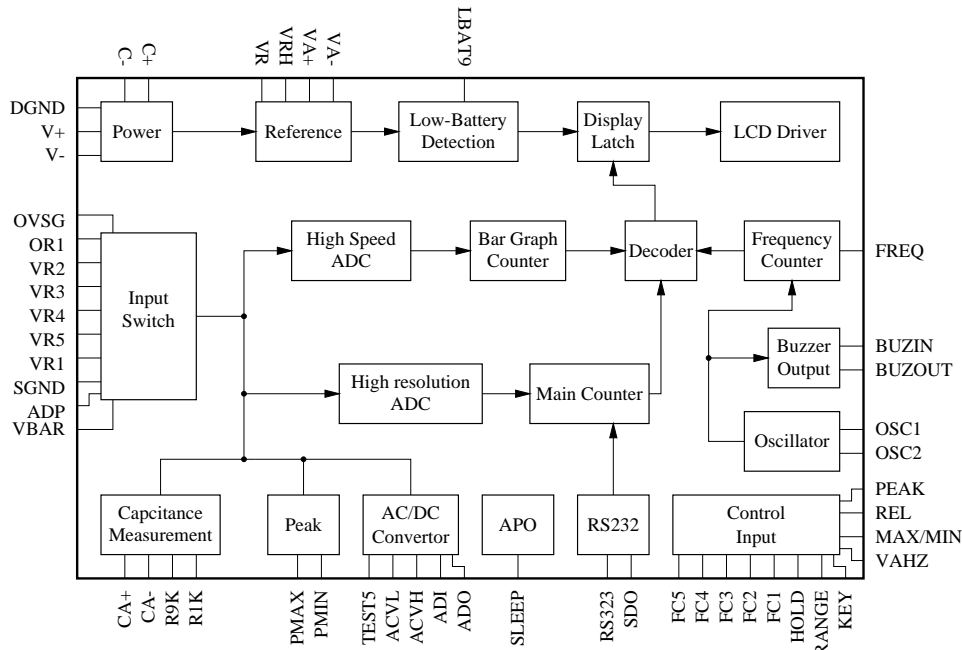 C-
C+
VR
VRH
VA+
VA-
LBAT9
DGND
V+
V-
Power
Reference
Low-Battery
Detection
Display
Latch
LCD Driver
OVSG
OR1
VR2
VR3
VR4
VR5
VR1
SGND
ADP
VBAR
Input
Switch
High Speed
ADC
Bar Graph
Counter
Decoder
Frequency
Counter
FREQ
High resolution
ADC
Main Counter
Buzzer
Output
BUZIN
BUZOUT
Oscillator
OSC1
OSC2
Capcitance
Measurement
Peak
AC/DC
Convertor
APO
RS232
Control
Input
PEAK
REL
MAX/MIN
VAHZ
CA+
CA-
R9K
R1K
PMAX
PMIN
TEST5
ACVL
ACVH
ADI
ADO
SLEEP
RS323
SDO
FC5
FC4
FC3
FC2
FC1
HOLD
RANGE
KEY